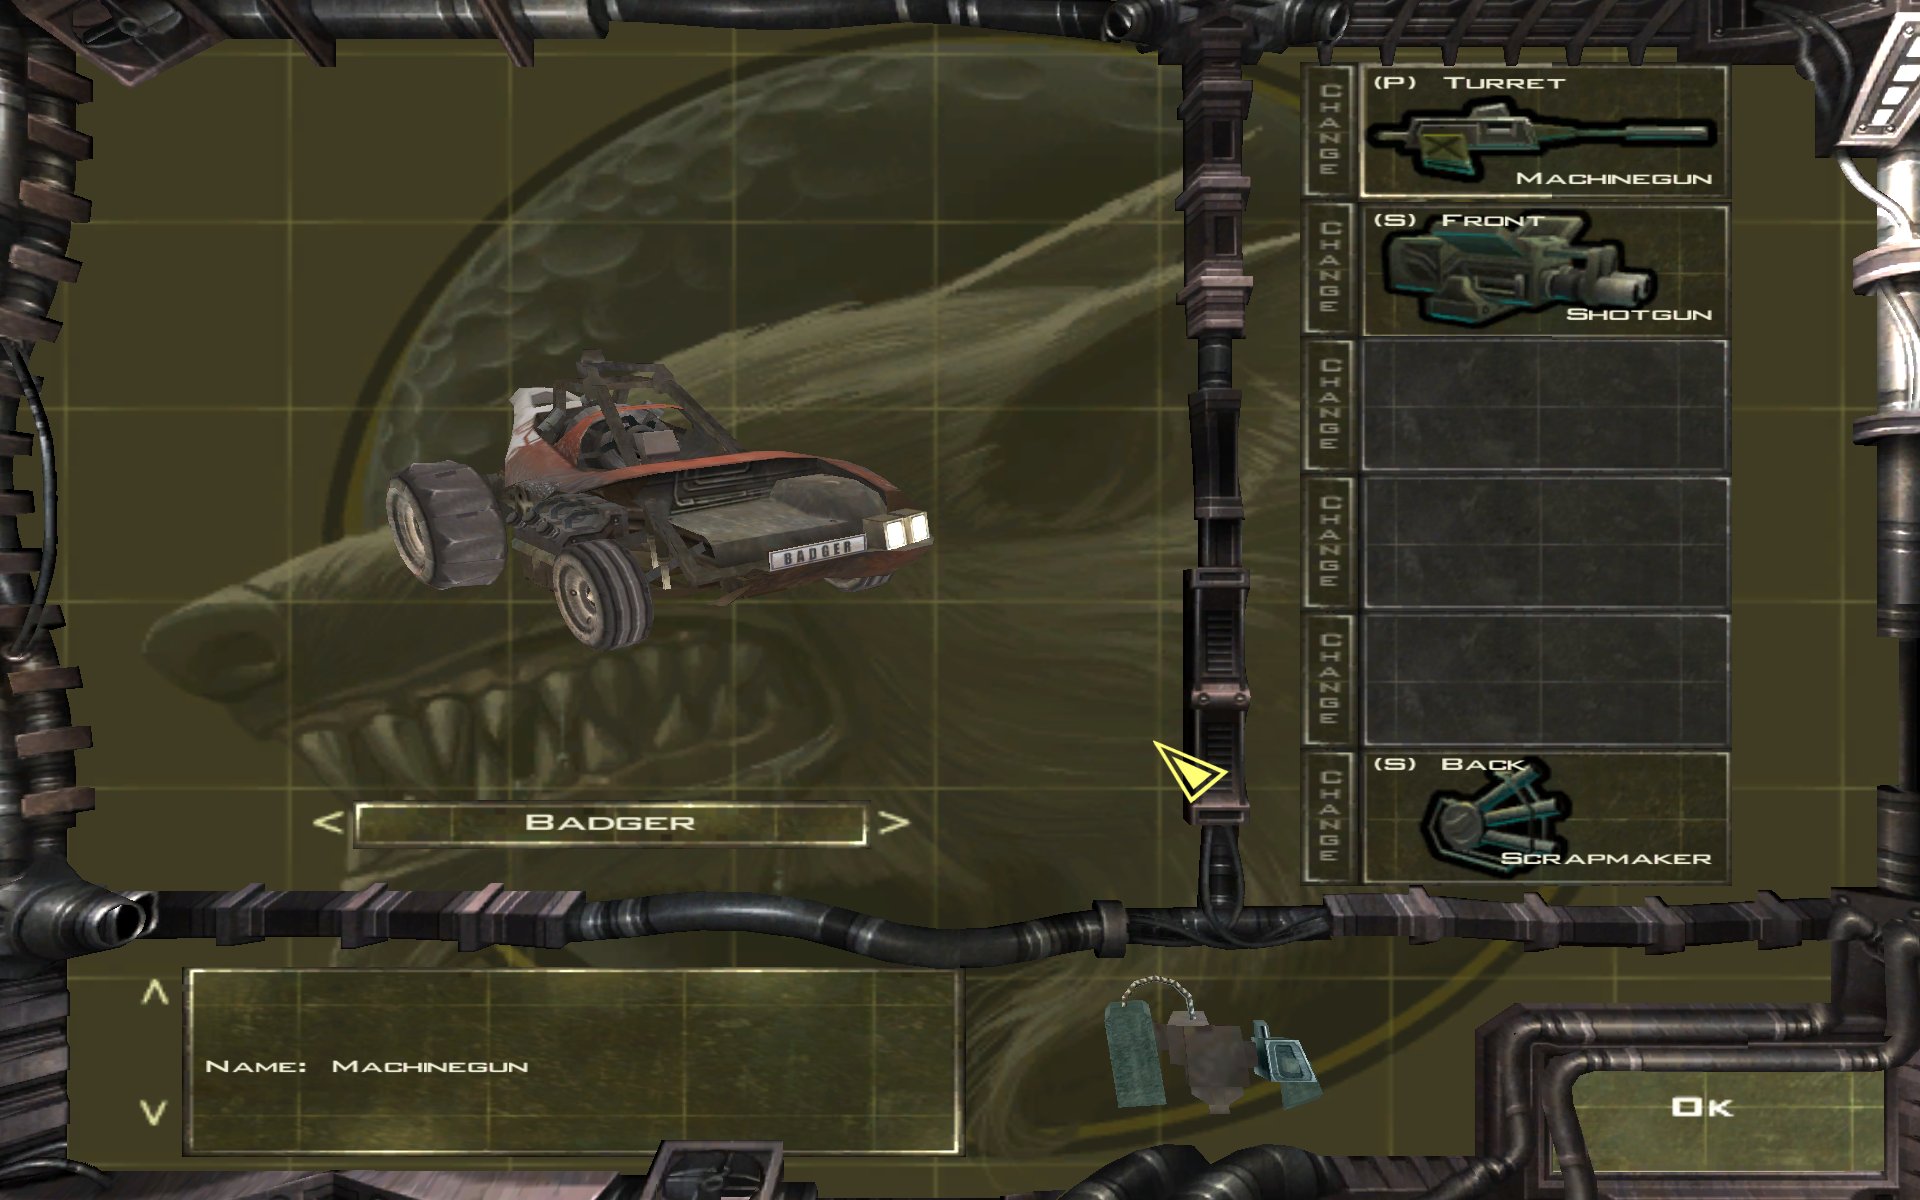 CHANGE
(P) TURRET
MACHINEGUN
CHANGE
(S) FRONT
SHOTGUN
CHANGE
CHANGE
CHANGE
CHANGE
(S) BACK
SCRAPMAKER
BADGER
< BADGER >
NAME: MACHINEGUN
OK